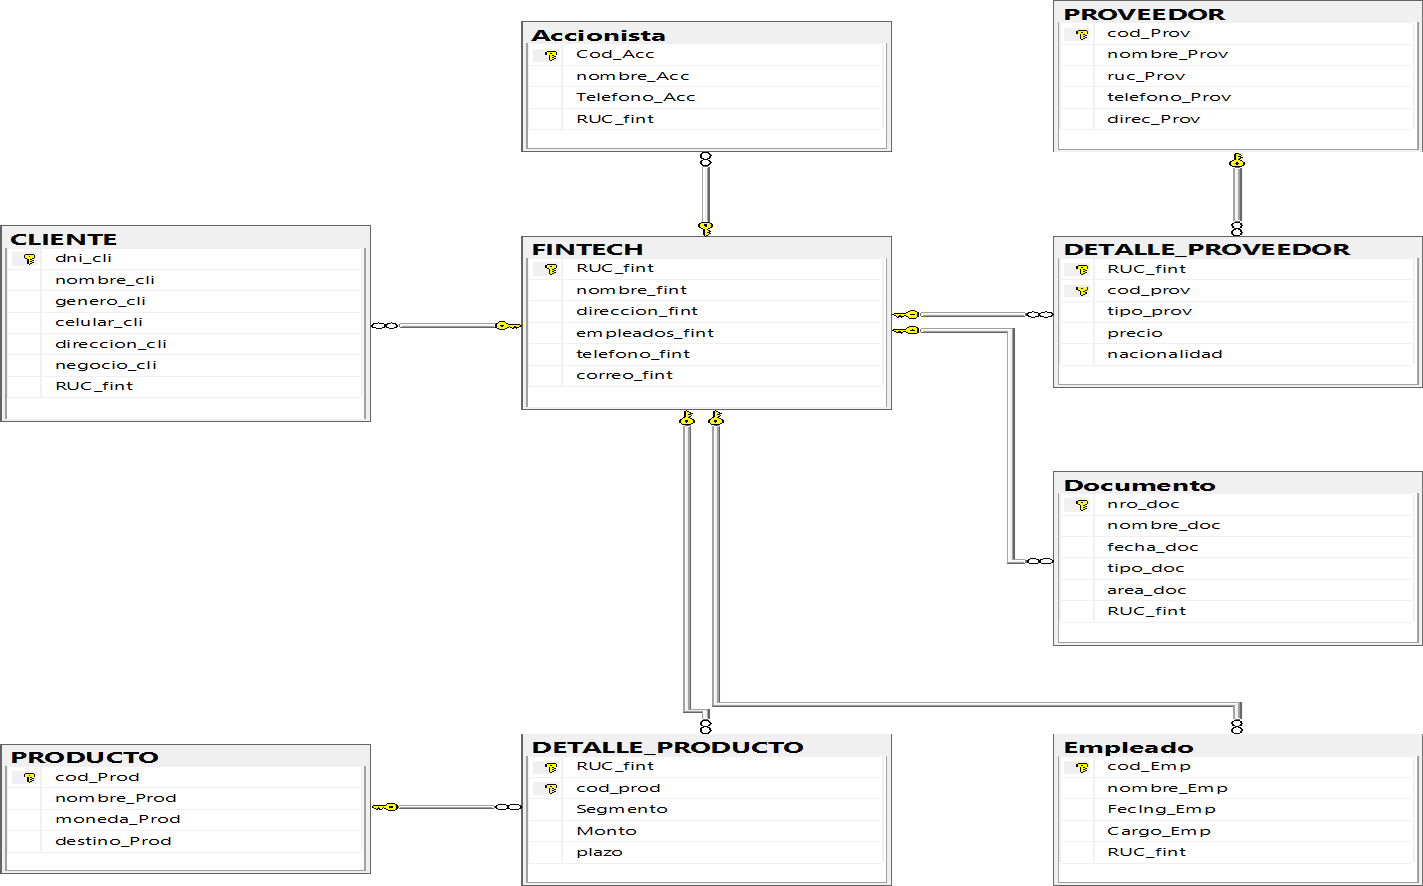 Accionista
Cod_Acc
nombre_Acc
Telefono_Acc
RUC_fint
PROVEEDOR
cod_Prov
nombre_Prov
ruc_Prov
telefono_Prov
direc_Prov
CLIENTE
dni_cli
nombre_cli
genero_cli
celular_cli
direccion_cli
negocio_cli
RUC_fint
FINTECH
RUC_fint
nombre_fint
direccion_fint
empleados_fint
telefono_fint
correo_fint
DETALLE_PROVEEDOR
RUC_fint
cod_prov
tipo_prov
precio
nacionalidad
Documento
nro_doc
nombre_doc
fecha_doc
tipo_doc
area_doc
RUC_fint
PRODUCTO
cod_Prod
nombre_Prod
moneda_Prod
destino_Prod
DETALLE_PRODUCTO
RUC_fint
cod_prod
Segmento
Monto
plazo
Empleado
cod_Emp
nombre_Emp
FecIng_Emp
Cargo_Emp
RUC_fint